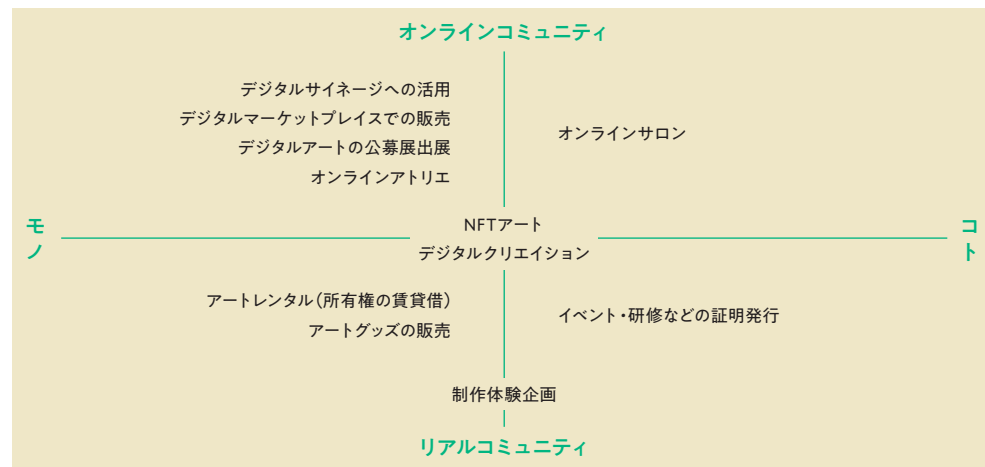 オンラインコミュニティ
デジタルサイネージへの活用
デジタルマーケットプレイスでの販売
デジタルアートの公募展出展
オンラインアトリエ
オンラインサロン
モノ
NFTアート
デジタルクリエイション
コト
アートレンタル（所有権の賃貸借）
アートグッズの販売
イベント・研修などの証明発行
制作体験企画
リアルコミュニティ